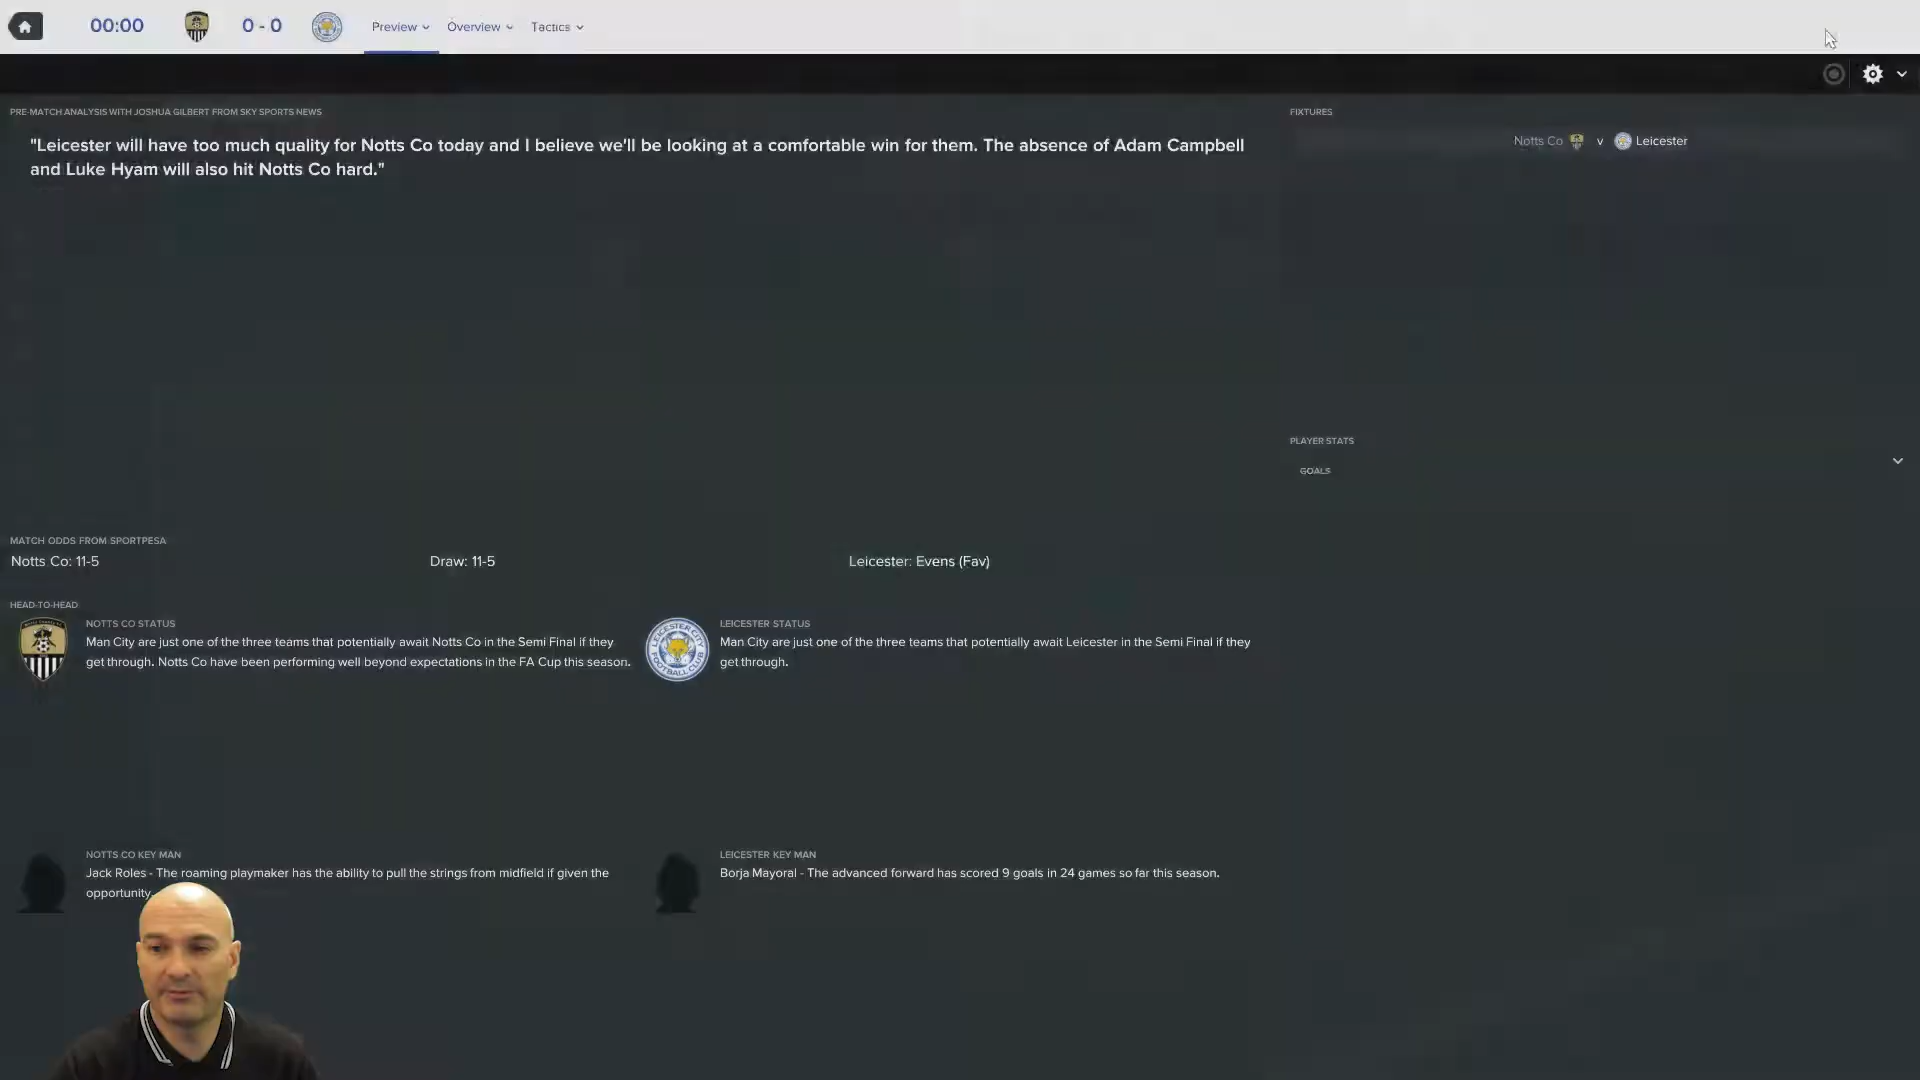 00:00
0 - 0
Preview
Overview
Tactics
PRE-MATCH ANALYSIS WITH JOSHUA GILBERT FROM SKY SPORTS NEWS
"Leicester will have too much quality for Notts Co today and I believe we'll be looking at a comfortable win for them. The absence of Adam Campbell
and Luke Hyam will also hit Notts Co hard."
FIXTURES
Notts Co v Leicester
PLAYER STATS
GOALS
MATCH ODDS FROM SPORTPESA
Notts Co: 11-5
Draw: 11-5
Leicester: Evens (Fav)
HEAD-TO-HEAD
NOTTS CO STATUS
Man City are just one of the three teams that potentially await Notts Co in the Semi Final if they
get through. Notts Co have been performing well beyond expectations in the FA Cup this season.
LEICESTER CITY
FOOTBALL CLUB
LEICESTER STATUS
Man City are just one of the three teams that potentially await Leicester in the Semi Final if they
get through.
NOTTS CO KEY MAN
Jack Roles - The roaming playmaker has the ability to pull the strings from midfield if given the
opportunity.
LEICESTER KEY MAN
Borja Mayoral - The advanced forward has scored 9 goals in 24 games so far this season.